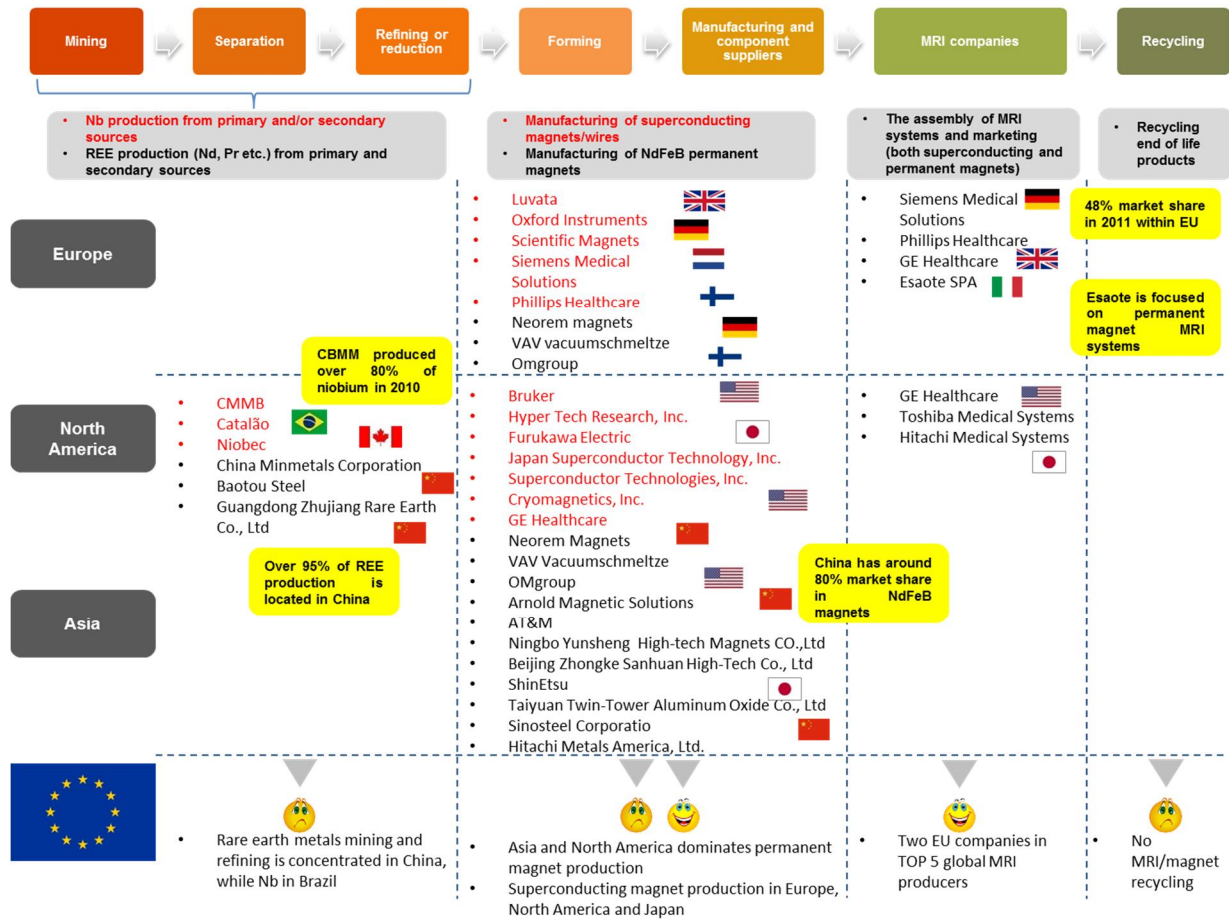 Mining
Separation
Refining or
reduction
Forming
Manufacturing and
component
suppliers
MRI companies
Recycling
• Nb production from primary and/or secondary
sources
• REE production (Nd, Pr etc.) from primary and
secondary sources
• Manufacturing of superconducting
magnets/wires
• Manufacturing of NdFeB permanent
magnets
• The assembly of MRI
systems and marketing
(both superconducting and
permanent magnets)
• Recycling
end of life
products
Europe
• Luvata
• Oxford Instruments
• Scientific Magnets
• Siemens Medical
Solutions
• Phillips Healthcare
• Neorem magnets
• VAV vacuumschmeltze
• Omgroup
• Siemens Medical
Solutions
• Phillips Healthcare
• GE Healthcare
• Esaote SPA
48% market share
in 2011 within EU
Esaote is focused
on permanent
magnet MRI
systems
CBMM produced
over 80% of
niobium in 2010
North
America
• CMMB
• Catalão
• Niobec
• China Minmetals Corporation
• Baotou Steel
• Guangdong Zhujiang Rare Earth
Co., Ltd
Over 95% of REE
production is
located in China
• Bruker
• Hyper Tech Research, Inc.
• Furukawa Electric
• Japan Superconductor Technology, Inc.
• Superconductor Technologies, Inc.
• Cryomagnetics, Inc.
• GE Healthcare
• Neorem Magnets
• VAV Vacuumschmeltze
• OMgroup
• Arnold Magnetic Solutions
• AT&M
• Ningbo Yunsheng High-tech Magnets CO.,Ltd
• Beijing Zhongke Sanhuan High-Tech Co., Ltd
• ShinEtsu
• Taiyuan Twin-Tower Aluminum Oxide Co., Ltd
• Sinosteel Corporatio
• Hitachi Metals America, Ltd.
• GE Healthcare
• Toshiba Medical Systems
• Hitachi Medical Systems
China has around
80% market share
in NdFeB
magnets
Asia
• Rare earth metals mining and
refining is concentrated in China,
while Nb in Brazil
• Asia and North America dominates permanent
magnet production
• Superconducting magnet production in Europe,
North America and Japan
• Two EU companies in
TOP 5 global MRI
producers
• No
MRI/magnet
recycling